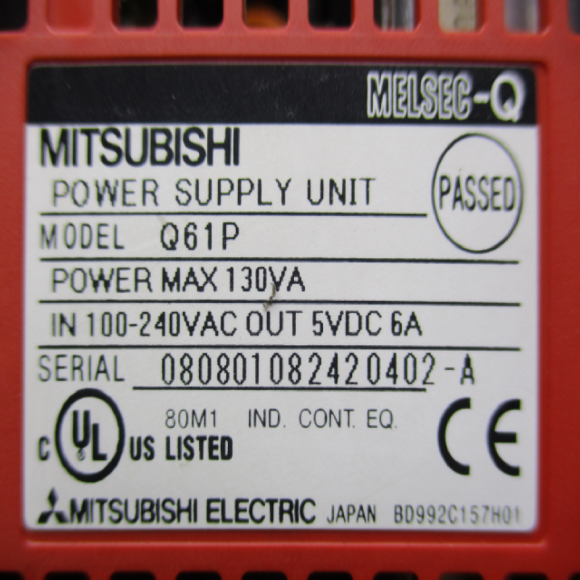 MELSEC-Q
MITSUBISHI
POWER SUPPLY UNIT
PASSED
MODEL Q61P
POWER MAX 130VA
IN 100-240VAC OUT 5VDC 6A
SERIAL 080801082420402-A
C UL US LISTED
80M1 IND. CONT. EQ.
CE
MITSUBISHI ELECTRIC JAPAN BD992C157H01